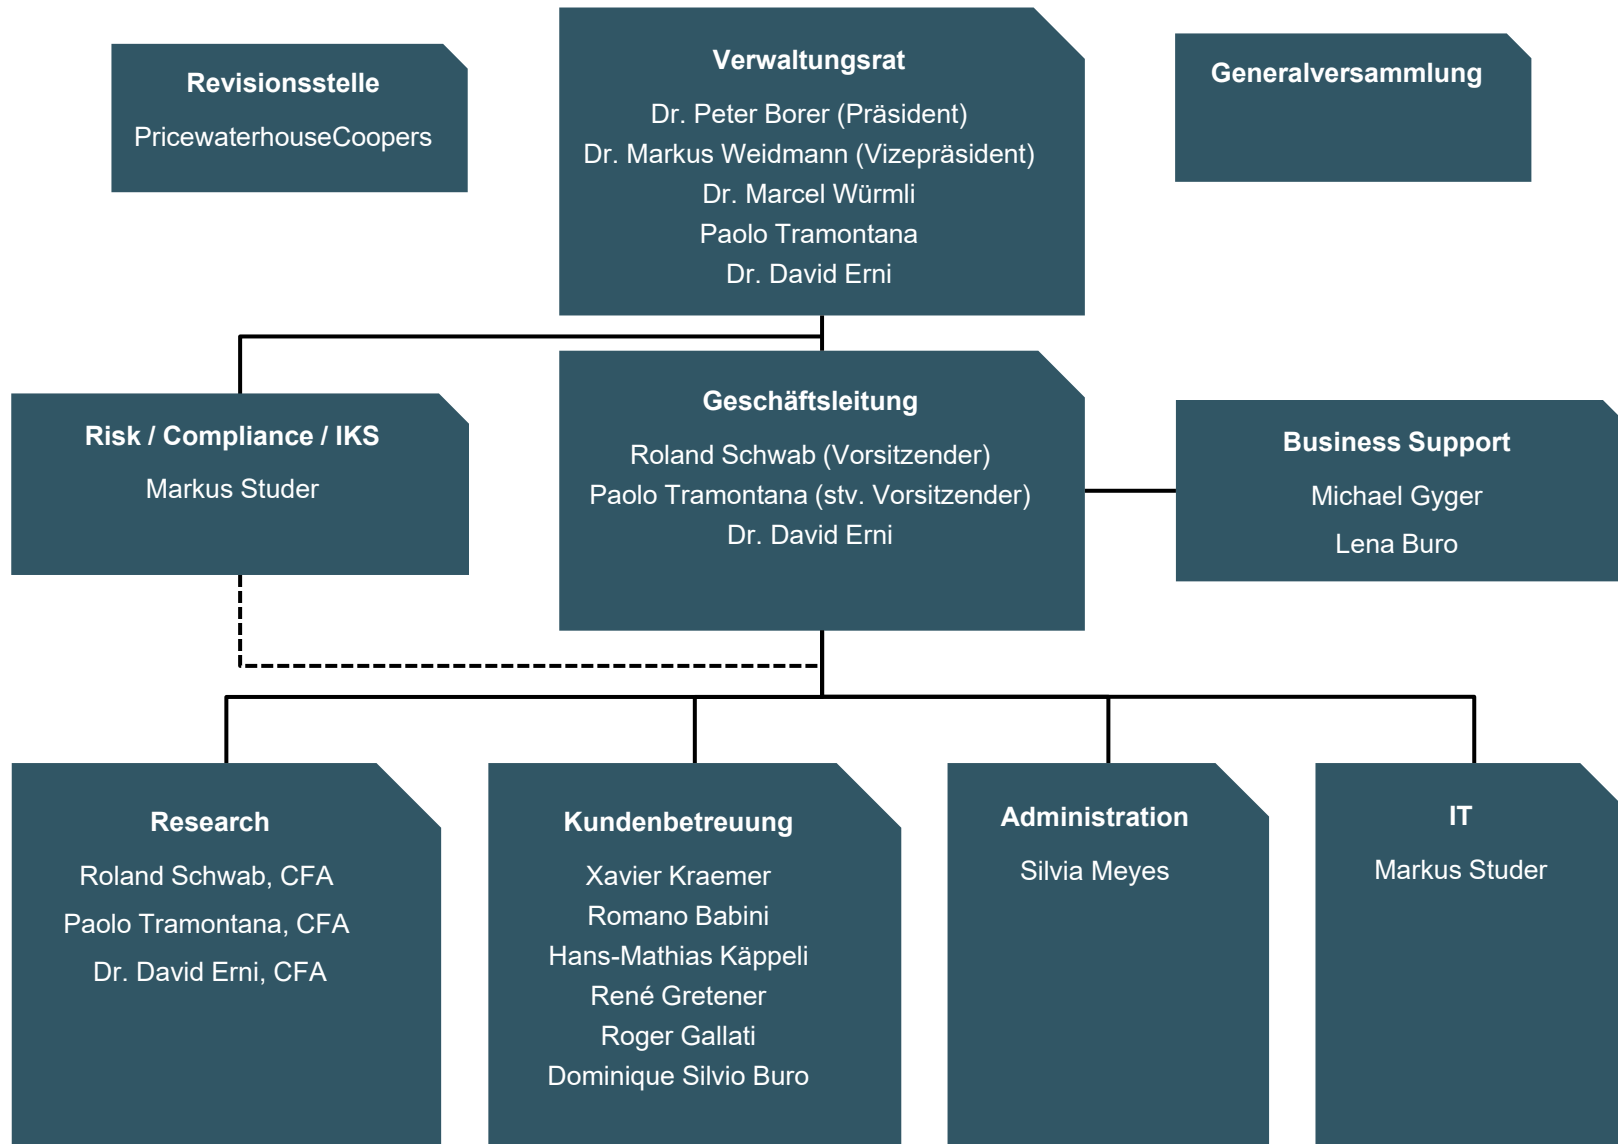 Revisionsstelle
PricewaterhouseCoopers
Verwaltungsrat
Dr. Peter Borer (Präsident)
Dr. Markus Weidmann (Vizepräsident)
Dr. Marcel Würmli
Paolo Tramontana
Dr. David Erni
Generalversammlung
Risk / Compliance / IKS
Markus Studer
Geschäftsleitung
Roland Schwab (Vorsitzender)
Paolo Tramontana (stv. Vorsitzender)
Dr. David Erni
Business Support
Michael Gyger
Lena Buro
Research
Roland Schwab, CFA
Paolo Tramontana, CFA
Dr. David Erni, CFA
Kundenbetreuung
Xavier Kraemer
Romano Babini
Hans-Mathias Käppeli
René Gretener
Roger Gallati
Dominique Silvio Buro
Administration
Silvia Meyes
IT
Markus Studer